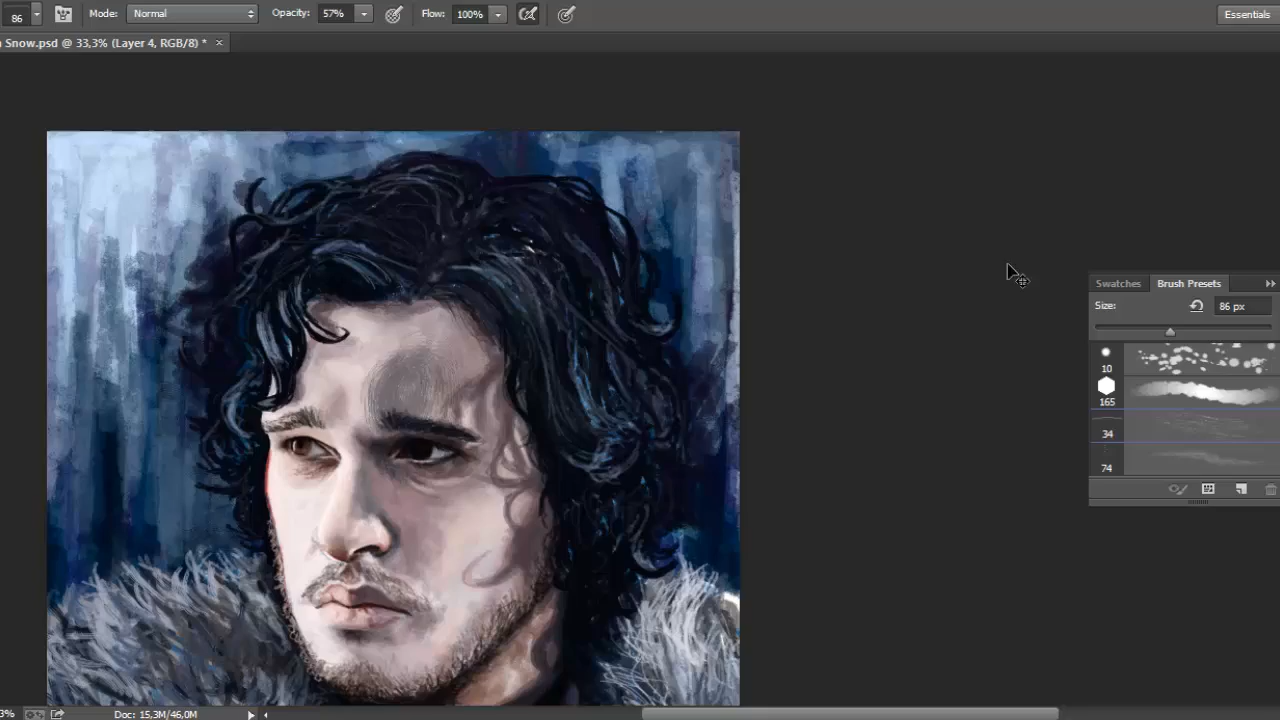 86 Mode: Normal Opacity: 57% Flow: 100% Essentials
Snow.psd @ 33,3% (Layer 4, RGB/8) * ×
Swatches Brush Presets
Size: 86 px
10
165
34
74
3% Doc: 15,3M/46,0M